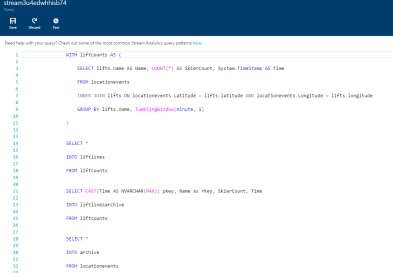 stream3u4edwhhisb74
Query
Save
Discard
Test
Need help with your query? Check out some of the most common Stream Analytics query patterns here.
1 WITH liftcounts AS (
2
3 SELECT lifts.name AS Name, COUNT(*) AS SkierCount, System.TimeStamp AS Time
4
5 FROM locationevents
6
7 INNER JOIN lifts ON locationevents.Latitude = lifts.latitude AND locationevents.Longitude = lifts.longitude
8
9 GROUP BY lifts.name, TumblingWindow(minute, 1)
10
11 )
12
13
14 SELECT *
15
16 INTO liftlines
17
18 FROM liftcounts
19
20
21 SELECT CAST(Time AS NVARCHAR(MAX)) pkey, Name as rkey, SkierCount, Time
22
23 INTO liftlinesarchive
24
25 FROM liftcounts
26
27
28 SELECT *
29
30 INTO archive
31
32 FROM locationevents